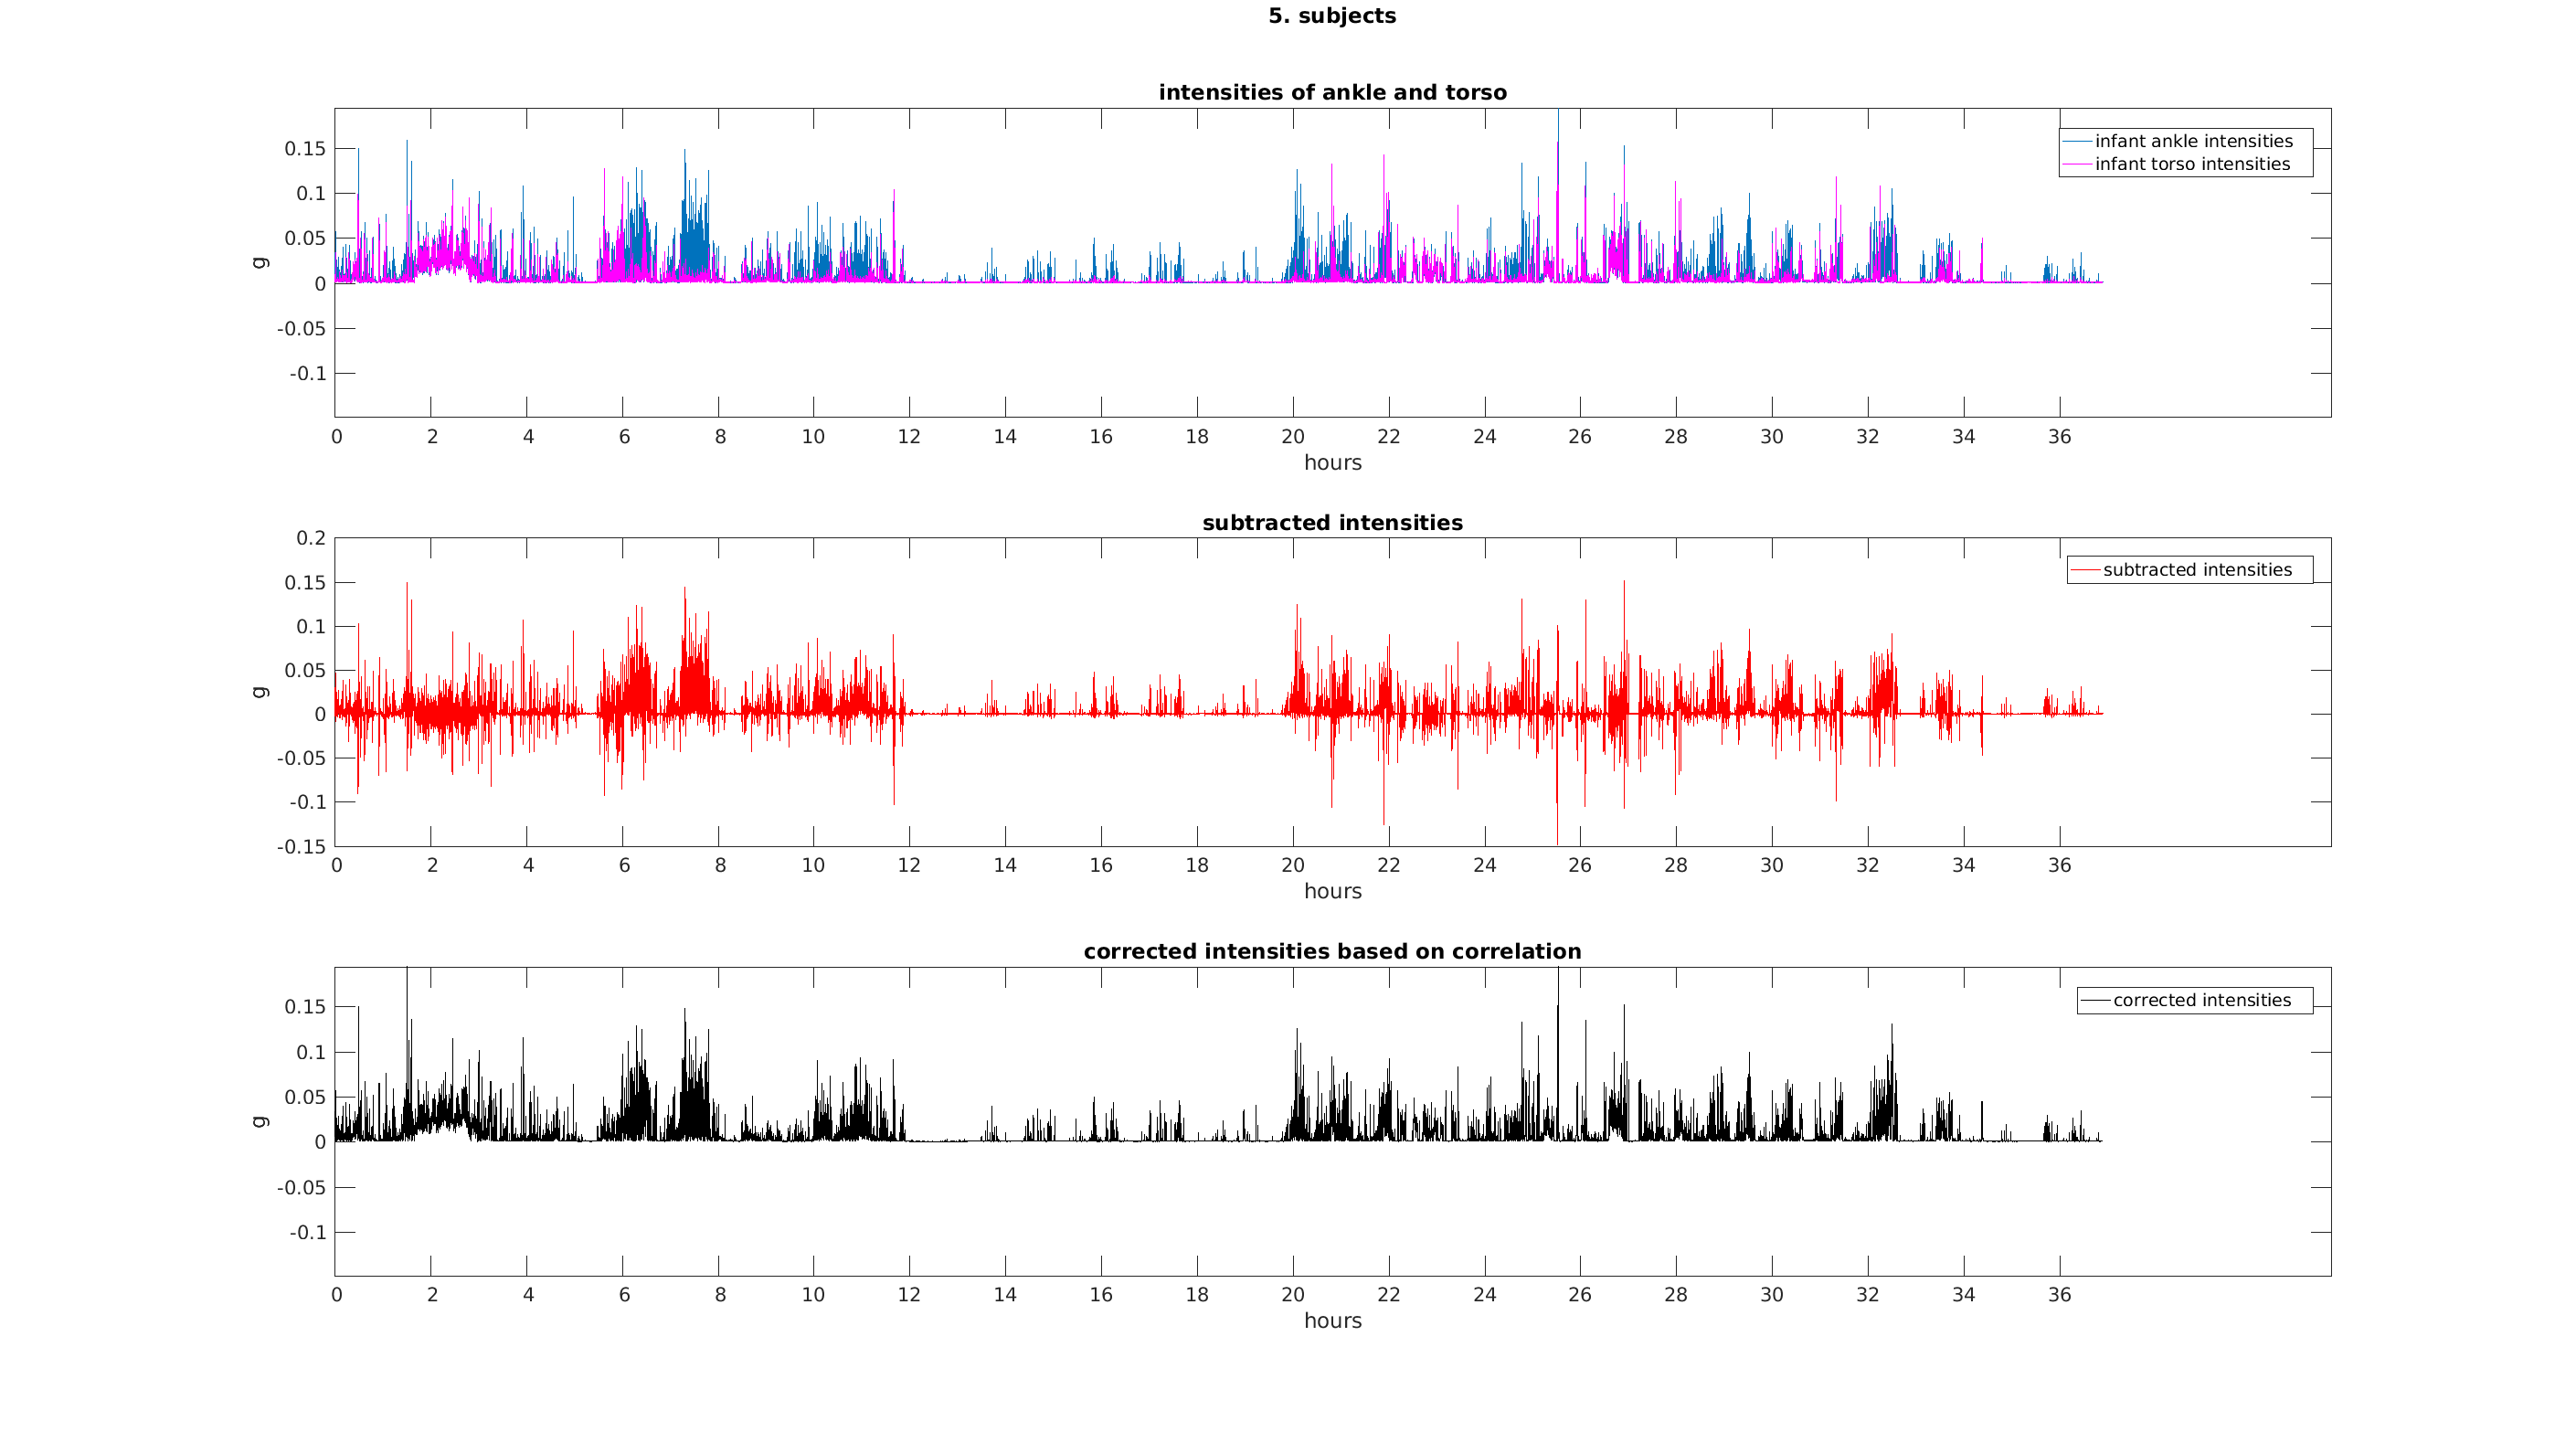 5. subjects
intensities of ankle and torso
0.15
0.1
0.05
0
-0.05
-0.1
g
infant ankle intensities
infant torso intensities
0 2 4 6 8 10 12 14 16 18 20 22 24 26 28 30 32 34 36
hours
subtracted intensities
0.2
0.15
0.1
0.05
0
-0.05
-0.1
-0.15
g
subtracted intensities
0 2 4 6 8 10 12 14 16 18 20 22 24 26 28 30 32 34 36
hours
corrected intensities based on correlation
0.15
0.1
0.05
0
-0.05
-0.1
g
corrected intensities
0 2 4 6 8 10 12 14 16 18 20 22 24 26 28 30 32 34 36
hours